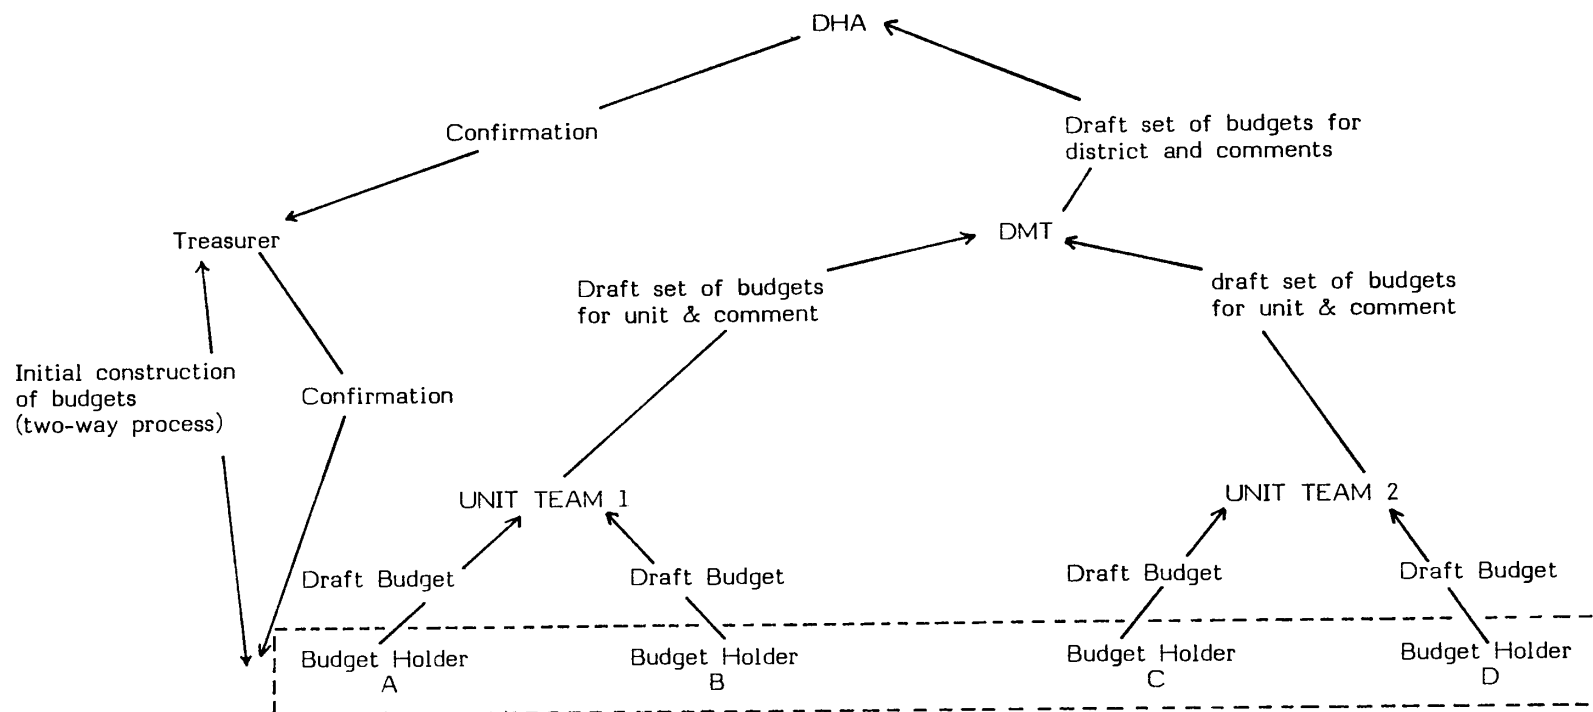 DHA
Confirmation
Draft set of budgets for
district and comments
Treasurer
DMT
Draft set of budgets
for unit & comment
draft set of budgets
for unit & comment
Initial construction
of budgets
(two-way process)
Confirmation
UNIT TEAM 1
UNIT TEAM 2
Draft Budget
Draft Budget
Draft Budget
Draft Budget
Budget Holder
A
Budget Holder
B
Budget Holder
C
Budget Holder
D